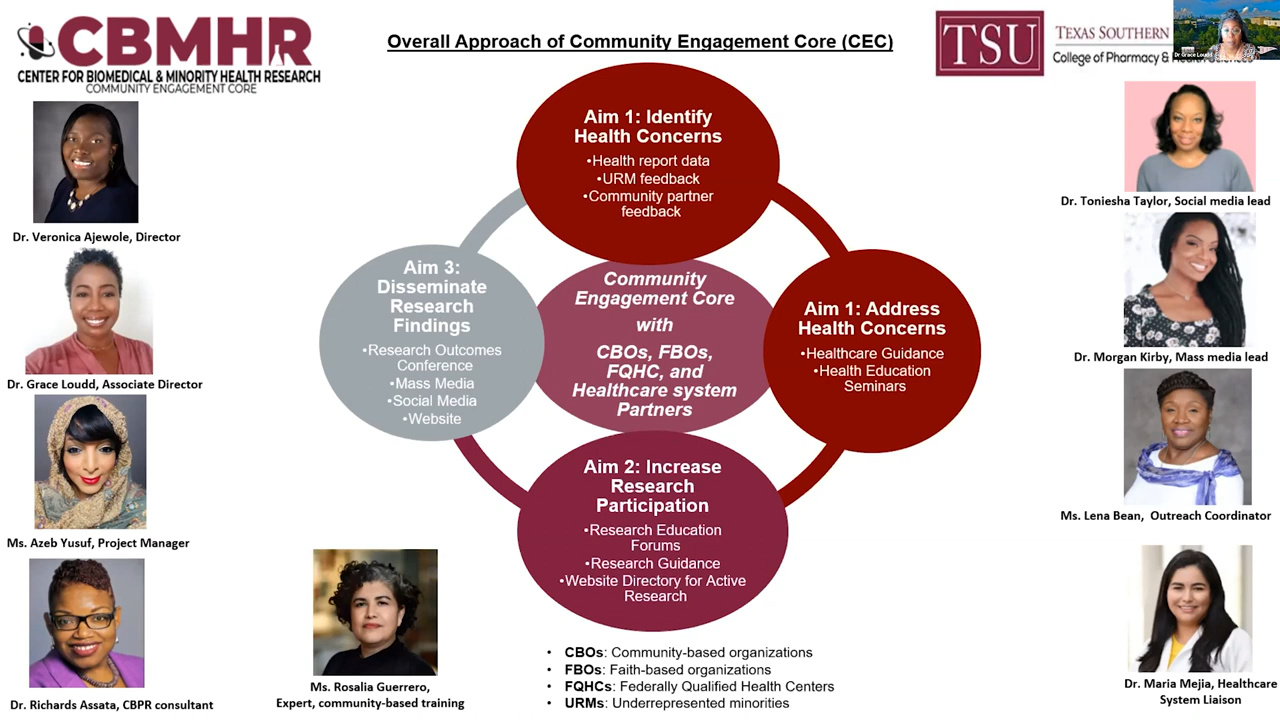 CBMHR
CENTER FOR BIOMEDICAL & MINORITY HEALTH RESEARCH
COMMUNITY ENGAGEMENT CORE
Overall Approach of Community Engagement Core (CEC)
TSU
TEXAS SOUTHERN
College of Pharmacy &
Dr Grace Loudd
Aim 1: Identify
Health Concerns
•Health report data
•URM feedback
•Community partner
feedback
Aim 1: Address
Health Concerns
•Healthcare Guidance
•Health Education
Seminars
Aim 2: Increase
Research
Participation
•Research Education
Forums
•Research Guidance
•Website Directory for Active
Research
Aim 3:
Disseminate
Research
Findings
•Research Outcomes
Conference
•Mass Media
•Social Media
•Website
Community
Engagement Core
with
CBOs, FBOs,
FQHC, and
Healthcare system
Partners
Dr. Veronica Ajewole, Director
Dr. Grace Loudd, Associate Director
Ms. Azeb Yusuf, Project Manager
Dr. Richards Assata, CBPR consultant
Ms. Rosalia Guerrero,
Expert, community-based training
• CBOs: Community-based organizations
• FBOs: Faith-based organizations
• FQHCs: Federally Qualified Health Centers
• URMs: Underrepresented minorities
Dr. Toniesha Taylor, Social media lead
Dr. Morgan Kirby, Mass media lead
Ms. Lena Bean, Outreach Coordinator
Dr. Maria Mejia, Healthcare
System Liaison